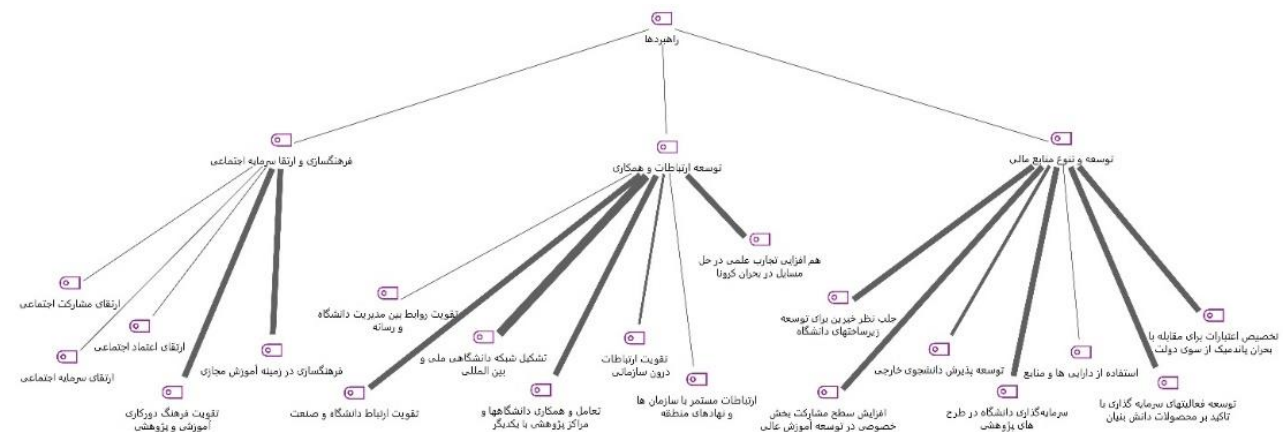 راهبردها
توسعه و تنوع منابع مالی
توسعه ارتباطات و همکاری
فرهنگسازی و ارتقا سرمایه اجتماعی
تخصیص اعتبارات برای مقابله با
بحران پاندمیک از سوی دولت
توسعه فعالیتهای سرمایه گذاری با
تاکید بر محصولات دانش بنیان
استفاده از دارایی ها و منابع
سرمایه‌گذاری دانشگاه در طرح
های پژوهشی
توسعه پذیرش دانشجوی خارجی
افزایش سطح مشارکت بخش
خصوصی در توسعه آموزش عالی
جلب نظر خیرین برای توسعه
زیرساختهای دانشگاه
هم افزایی تجارب علمی در حل
مسایل در بحران کرونا
ارتباطات مستمر با سازمان ها
و نهادهای منطقه
تقویت ارتباطات
درون سازمانی
تعامل و همکاری دانشگاهها و
مراکز پژوهشی با یکدیگر
تشکیل شبکه دانشگاهی ملی و
بین المللی
تقویت ارتباط دانشگاه و صنعت
تقویت روابط بین مدیریت دانشگاه
و رسانه
فرهنگسازی در زمینه آموزش مجازی
تقویت فرهنگ دورکاری
آموزشی و پژوهشی
ارتقای اعتماد اجتماعی
ارتقای سرمایه اجتماعی
ارتقای مشارکت اجتماعی